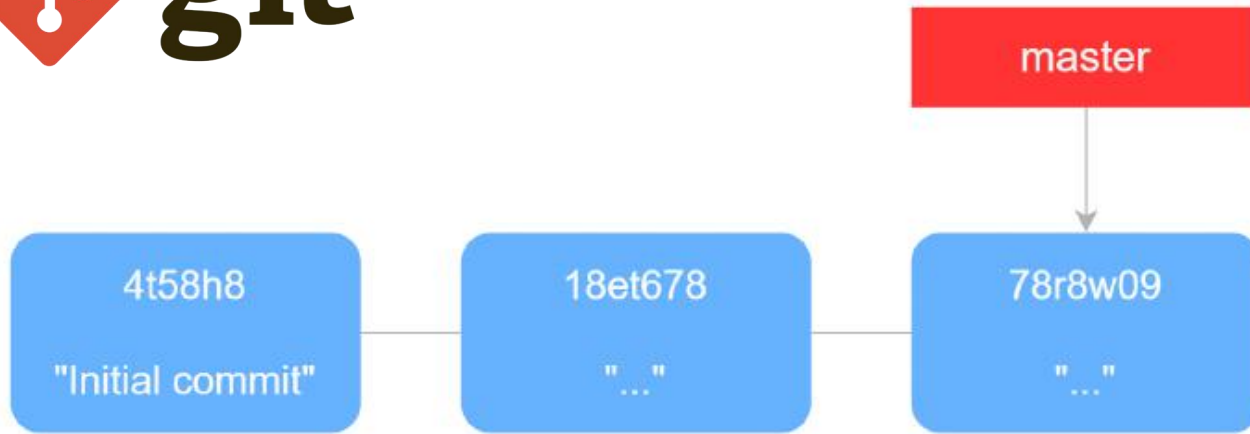 git
master
4t58h8
18et678
78r8w09
"Initial commit"
"..."
"..."